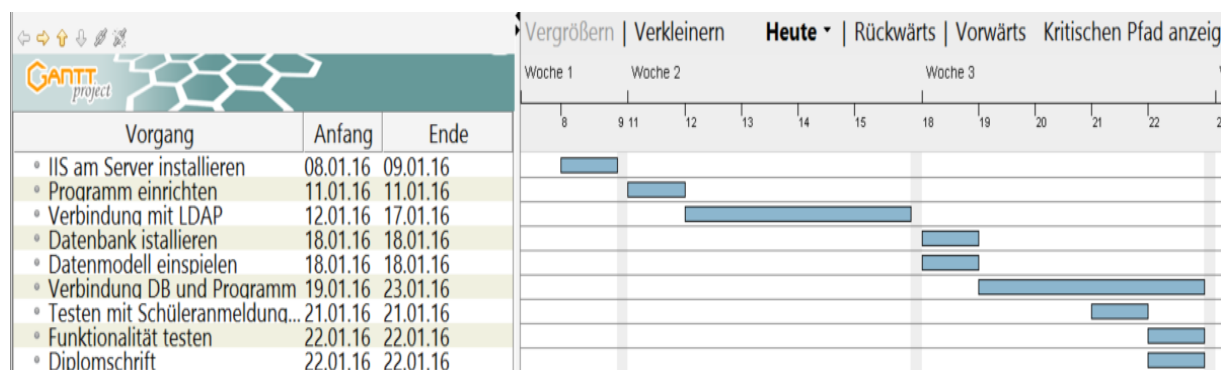 Vergrößern | Verkleinern Heute | Rückwärts | Vorwärts Kritischen Pfad anzeig
GANTT
project
Woche 1 Woche 2 Woche 3
8 9 11 12 13 14 15 18 19 20 21 22 2
Vorgang Anfang Ende
IIS am Server installieren 08.01.16 09.01.16
Programm einrichten 11.01.16 11.01.16
Verbindung mit LDAP 12.01.16 17.01.16
Datenbank istallieren 18.01.16 18.01.16
Datenmodell einspielen 18.01.16 18.01.16
Verbindung DB und Programm 19.01.16 23.01.16
Testen mit Schüleranmeldung... 21.01.16 21.01.16
Funktionalität testen 22.01.16 22.01.16
Diplomschrift 22.01.16 22.01.16